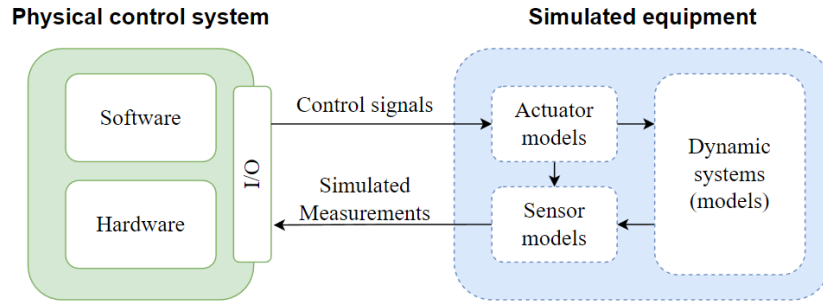 Physical control system
Simulated equipment
Software
Hardware
I/O
Control signals
Simulated
Measurements
Actuator
models
Sensor
models
Dynamic
systems
(models)